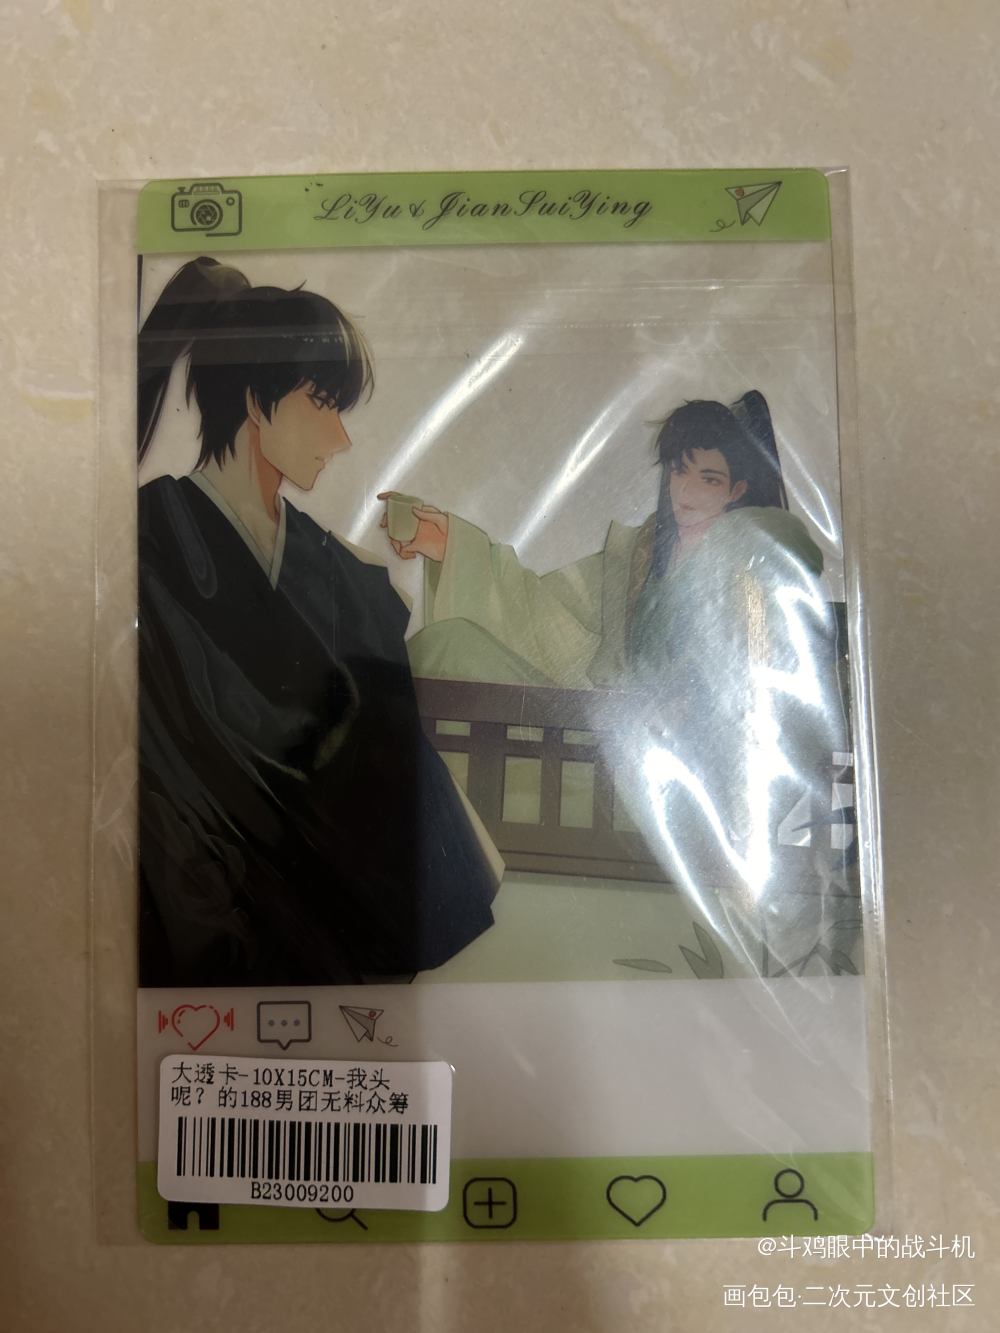 LiYu & JianSuiYing
大透卡-10X15CM-我头
呢？的188男团无料众筹
B23009200
@斗鸡眼中的战斗机
画包包·二次元文创社区